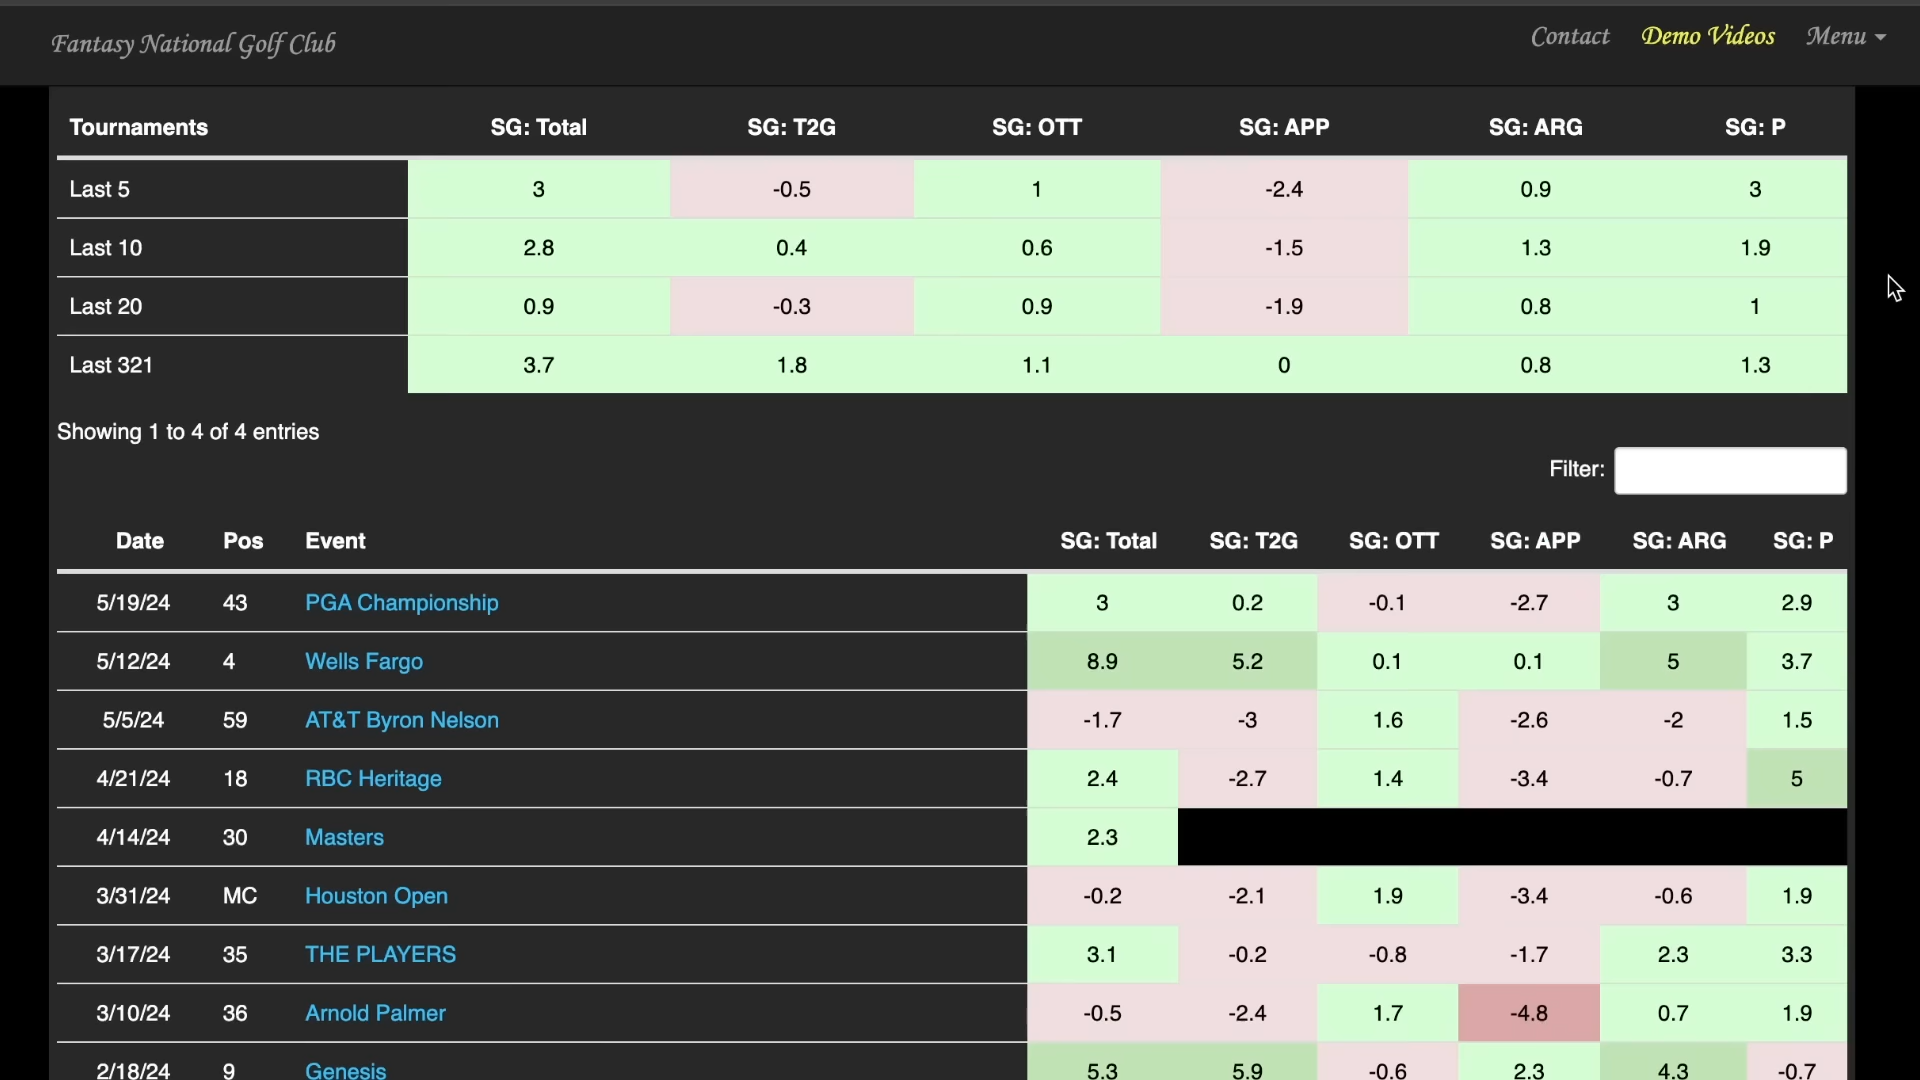 Fantasy National Golf Club Contact Demo Videos Menu
Tournaments SG: Total SG: T2G SG: OTT SG: APP SG: ARG SG: P
Last 5 3 -0.5 1 -2.4 0.9 3
Last 10 2.8 0.4 0.6 -1.5 1.3 1.9
Last 20 0.9 -0.3 0.9 -1.9 0.8 1
Last 321 3.7 1.8 1.1 0 0.8 1.3
Showing 1 to 4 of 4 entries
Filter:
Date Pos Event SG: Total SG: T2G SG: OTT SG: APP SG: ARG SG: P
5/19/24 43 PGA Championship 3 0.2 -0.1 -2.7 3 2.9
5/12/24 4 Wells Fargo 8.9 5.2 0.1 0.1 5 3.7
5/5/24 59 AT&T Byron Nelson -1.7 -3 1.6 -2.6 -2 1.5
4/21/24 18 RBC Heritage 2.4 -2.7 1.4 -3.4 -0.7 5
4/14/24 30 Masters 2.3
3/31/24 MC Houston Open -0.2 -2.1 1.9 -3.4 -0.6 1.9
3/17/24 35 THE PLAYERS 3.1 -0.2 -0.8 -1.7 2.3 3.3
3/10/24 36 Arnold Palmer -0.5 -2.4 1.7 -4.8 0.7 1.9
2/18/24 9 Genesis 5.3 5.9 -0.6 2.3 4.3 -0.7